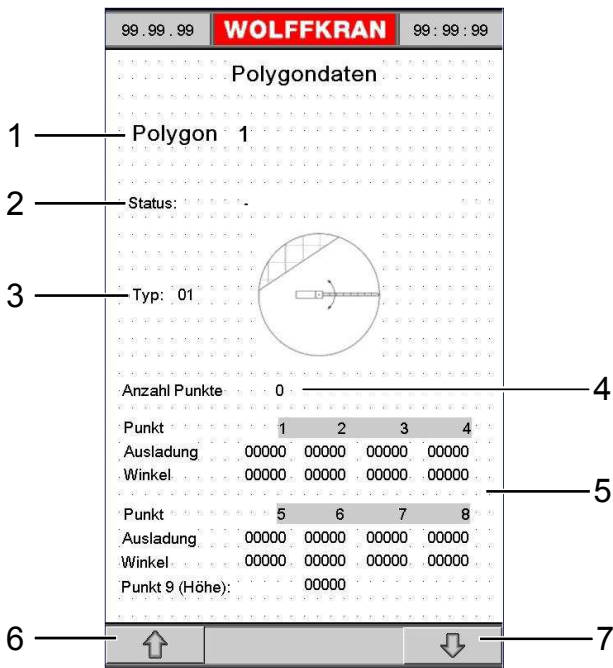 99.99.99 WOLFFKRAN 99:99:99
Polygondaten
1 Polygon 1
2 Status: -
3 Typ: 01
Anzahl Punkte 0 4
Punkt 1 2 3 4
Ausladung 00000 00000 00000 00000
Winkel 00000 00000 00000 00000
5
Punkt 5 6 7 8
Ausladung 00000 00000 00000 00000
Winkel 00000 00000 00000 00000
Punkt 9 (Höhe): 00000
6 7